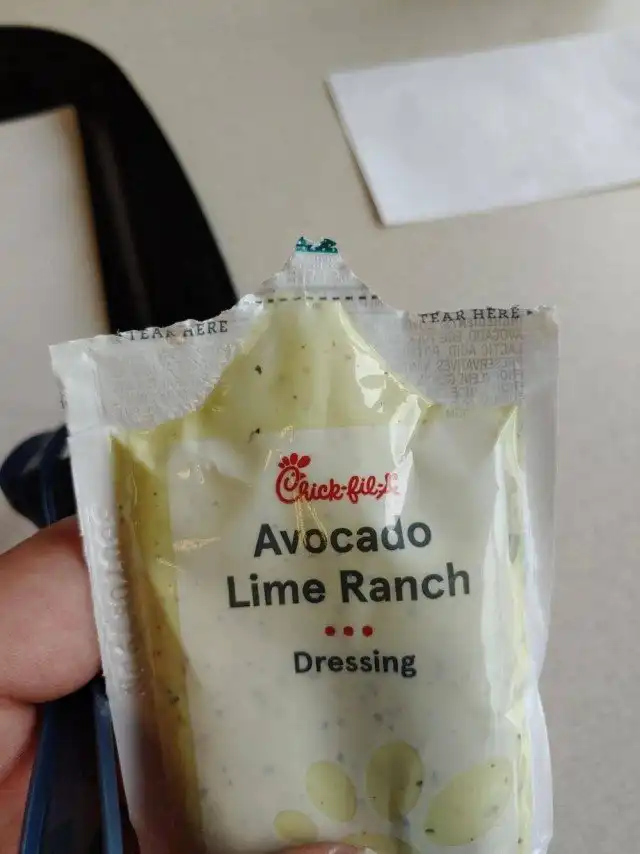 TEAR HERE
TEAR HERE
Chick-fil-A
Avocado
Lime Ranch
Dressing